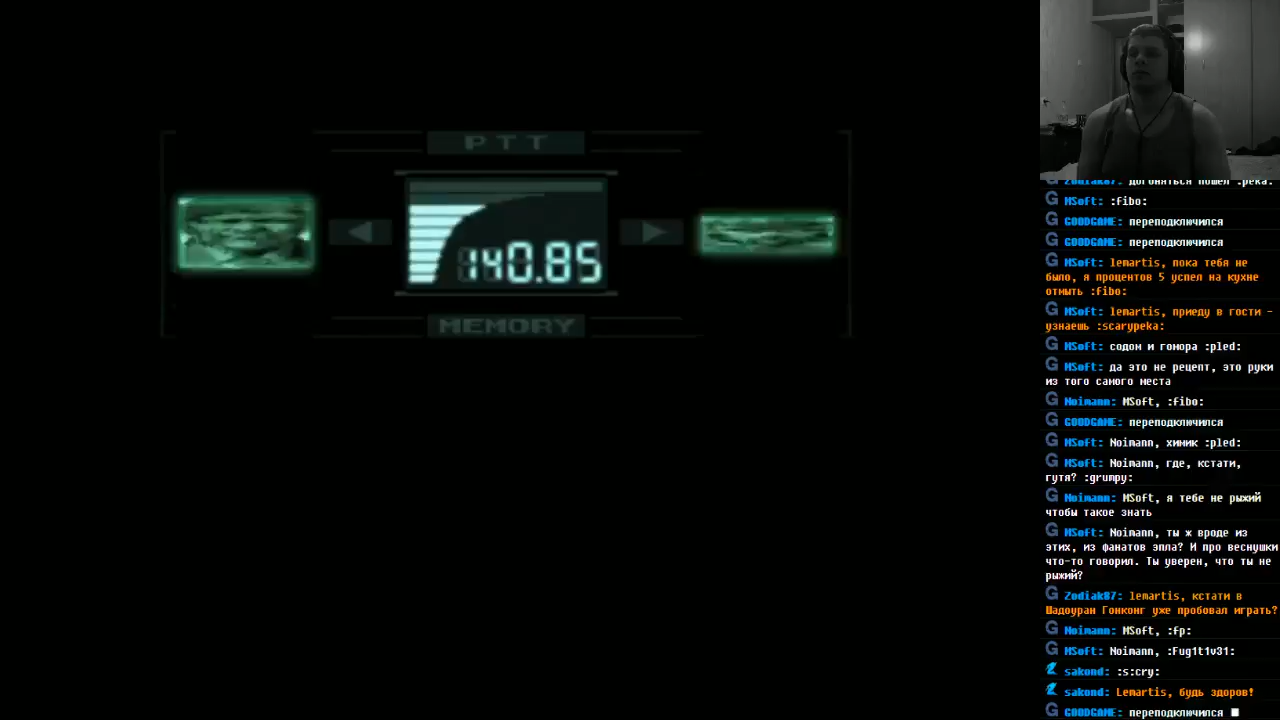 PTT
140.85
MEMORY
Zodiak87: догоняться пошел :pека:
MSoft: :fibo:
GOODGAME: переподключился
GOODGAME: переподключился
MSoft: lemartis, пока тебя не
было, я процентов 5 успел на кухне
отмыть :fibo:
MSoft: lemartis, приеду в гости -
узнаешь :scarypeka:
MSoft: содом и гомора :pled:
MSoft: да это не рецепт, это руки
из того самого места
Noimann: MSoft, :fibo:
GOODGAME: переподключился
MSoft: Noimann, химик :pled:
MSoft: Noimann, где, кстати,
гутя? :grumpy:
Noimann: MSoft, я тебе не рыжий
чтобы такое знать
MSoft: Noimann, ты ж вроде из
этих, из фанатов эпла? И про веснушки
что-то говорил. Ты уверен, что ты не
рыжий?
Zodiak87: lemartis, кстати в
Шадоуран Гонконг уже пробовал играть?
Noimann: MSoft, :fp:
MSoft: Noimann, :Fug1t1v31:
sakond: :s:cry:
sakond: Lemartis, будь здоров!
GOODGAME: переподключился